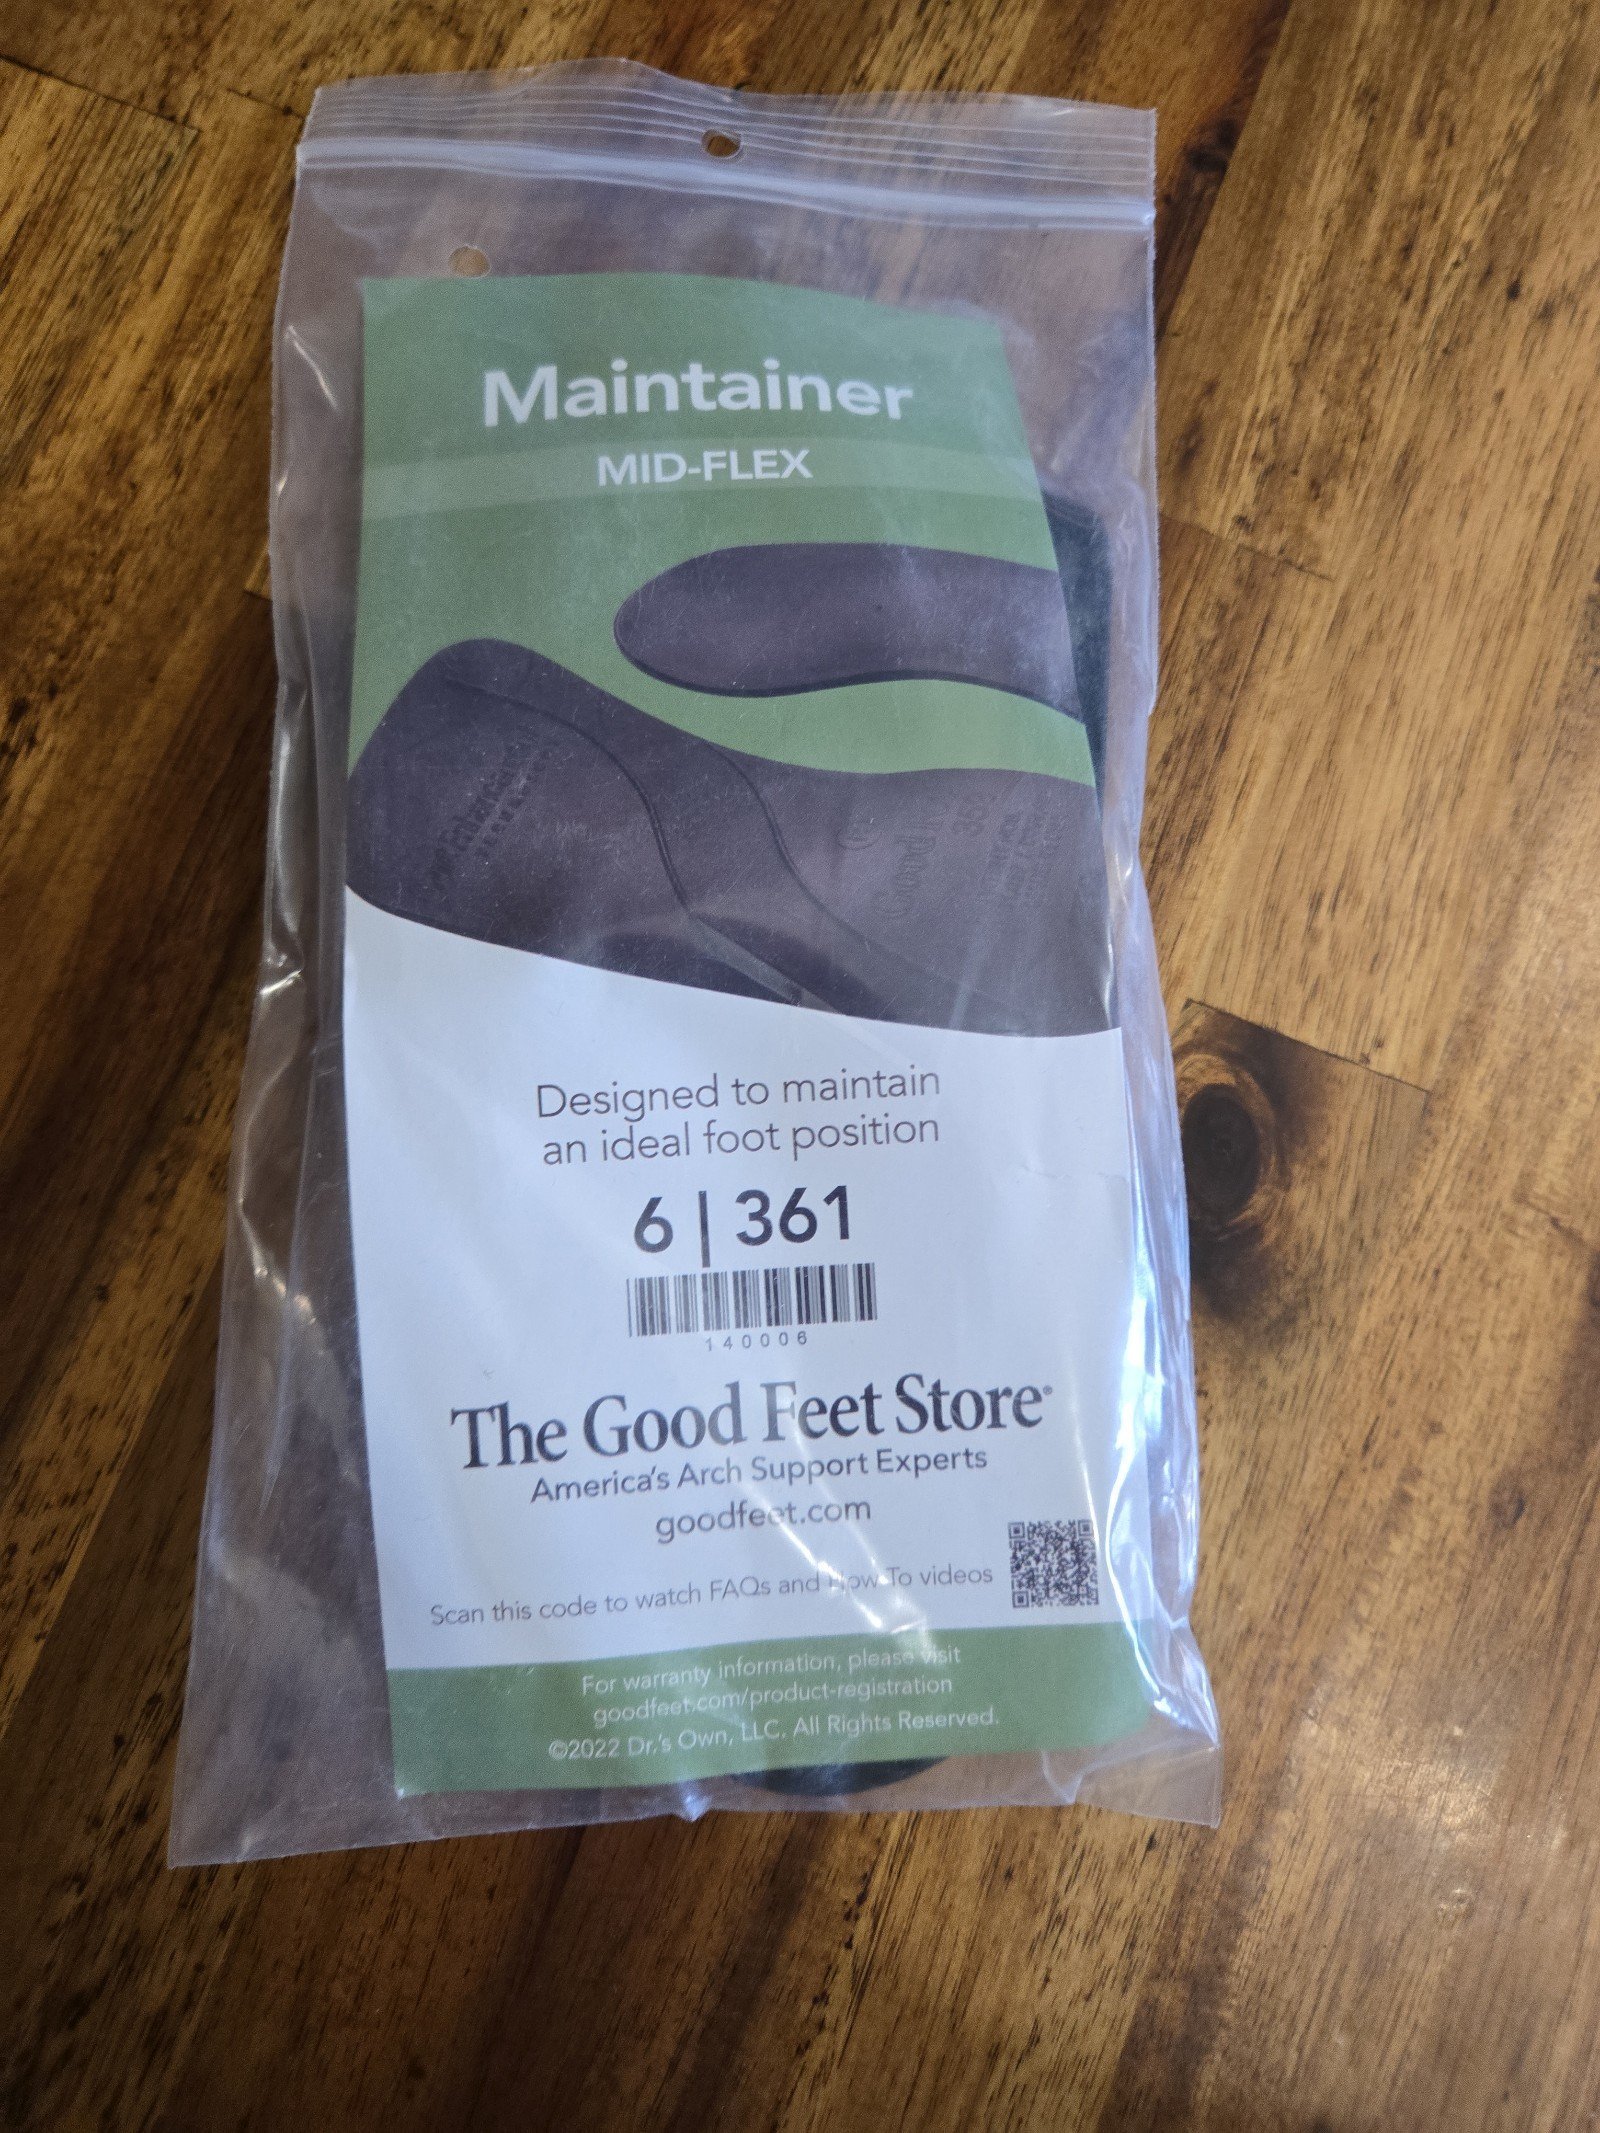 Maintainer
MID-FLEX
Designed to maintain
an ideal foot position
6 | 361
140006
The Good Feet Store®
America's Arch Support Experts
goodfeet.com
Scan this code to watch FAQs and How-To videos
For warranty information, please visit
goodfeet.com/product-registration
©2022 Dr.'s Own, LLC. All Rights Reserved.